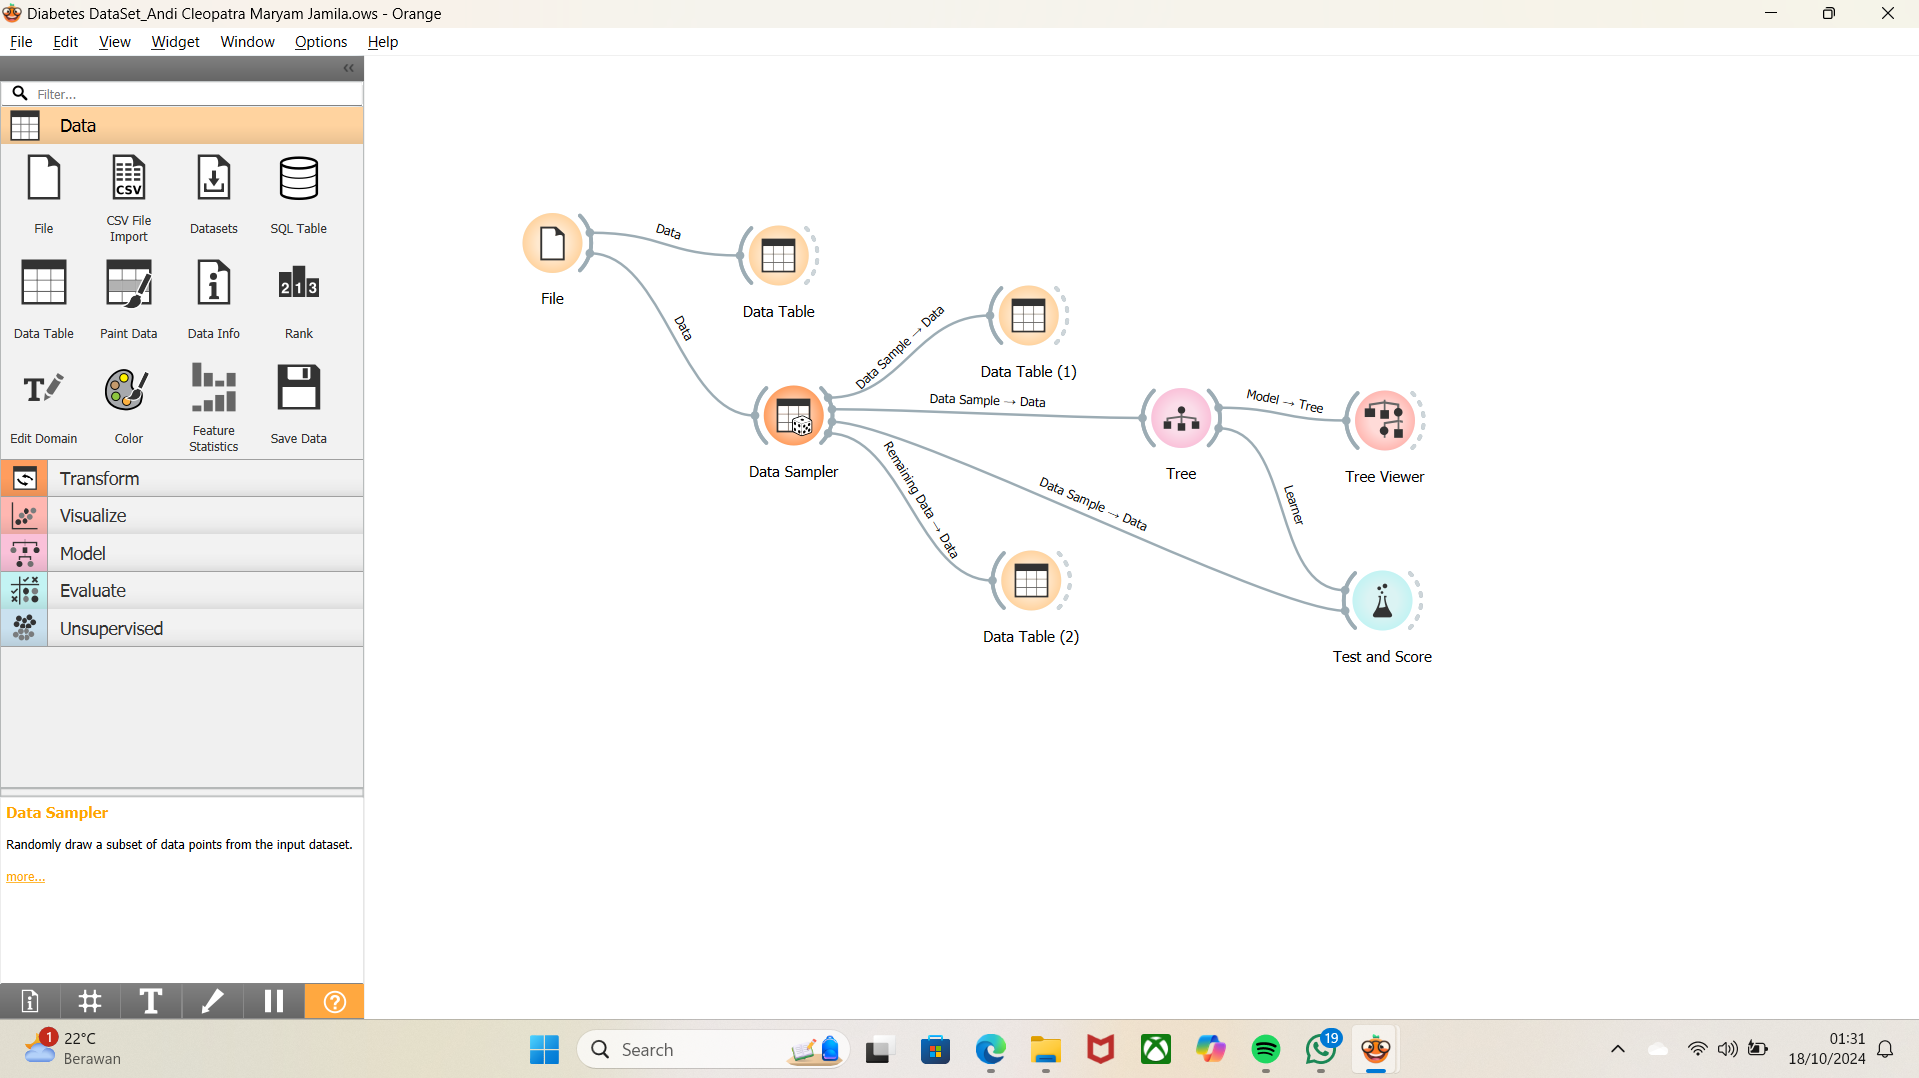 Diabetes DataSet_Andi Cleopatra Maryam Jamila.ows - Orange
File Edit View Widget Window Options Help
Filter...
Data
File
CSV File Import
Datasets
SQL Table
Data Table
Paint Data
Data Info
Rank
Edit Domain
Color
Feature Statistics
Save Data
Transform
Visualize
Model
Evaluate
Unsupervised
Data Sampler
Randomly draw a subset of data points from the input dataset.
more...
File
Data
Data Table
Data
Data Sampler
Data Sample → Data
Data Table (1)
Data Sample → Data
Tree
Model → Tree
Tree Viewer
Remaining Data → Data
Data Table (2)
Data Sample → Data
Learner
Test and Score
CSV
2 1 3
1
22°C
Berawan
Search
19
01:31
18/10/2024